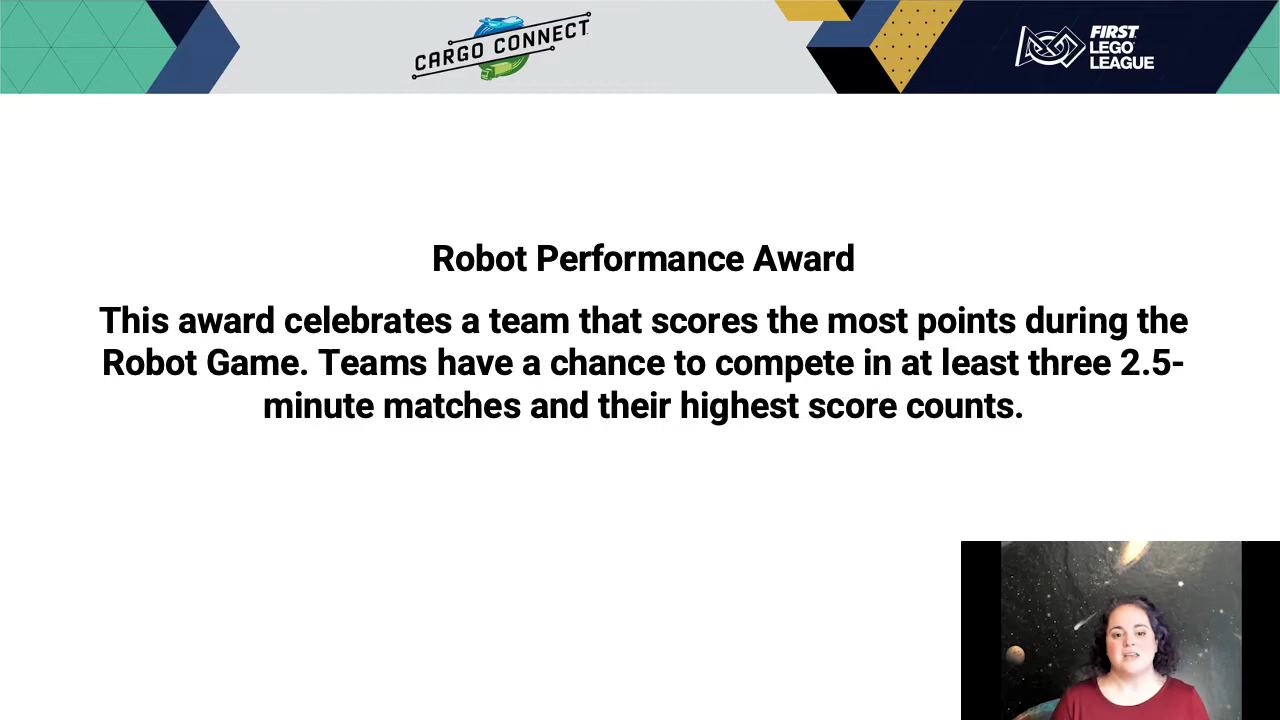 CARGO CONNECT
FIRST
LEGO
LEAGUE
Robot Performance Award
This award celebrates a team that scores the most points during the
Robot Game. Teams have a chance to compete in at least three 2.5-
minute matches and their highest score counts.